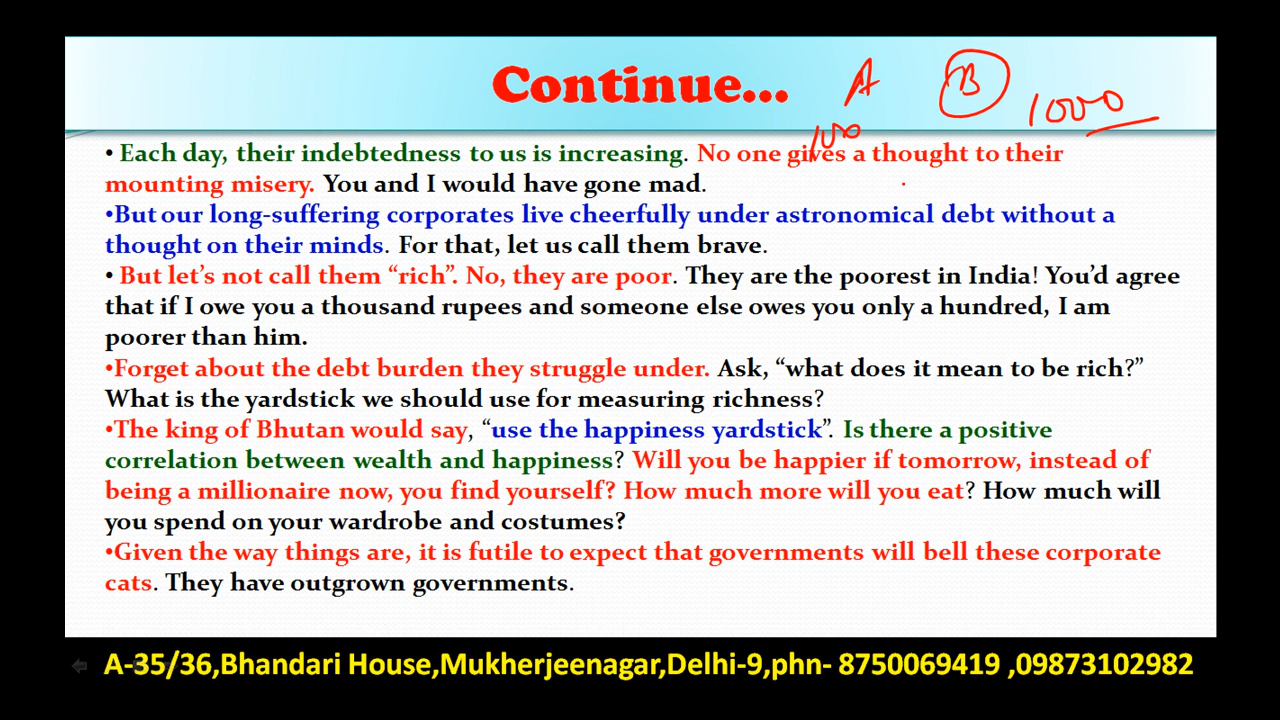 Continue...
A
B
1000
100
• Each day, their indebtedness to us is increasing. No one gives a thought to their
mounting misery. You and I would have gone mad.
•But our long-suffering corporates live cheerfully under astronomical debt without a
thought on their minds. For that, let us call them brave.
• But let's not call them “rich”. No, they are poor. They are the poorest in India! You’d agree
that if I owe you a thousand rupees and someone else owes you only a hundred, I am
poorer than him.
•Forget about the debt burden they struggle under. Ask, “what does it mean to be rich?”
What is the yardstick we should use for measuring richness?
•The king of Bhutan would say, “use the happiness yardstick”. Is there a positive
correlation between wealth and happiness? Will you be happier if tomorrow, instead of
being a millionaire now, you find yourself? How much more will you eat? How much will
you spend on your wardrobe and costumes?
•Given the way things are, it is futile to expect that governments will bell these corporate
cats. They have outgrown governments.
A-35/36,Bhandari House,Mukherjeenagar,Delhi-9,phn- 8750069419 ,09873102982